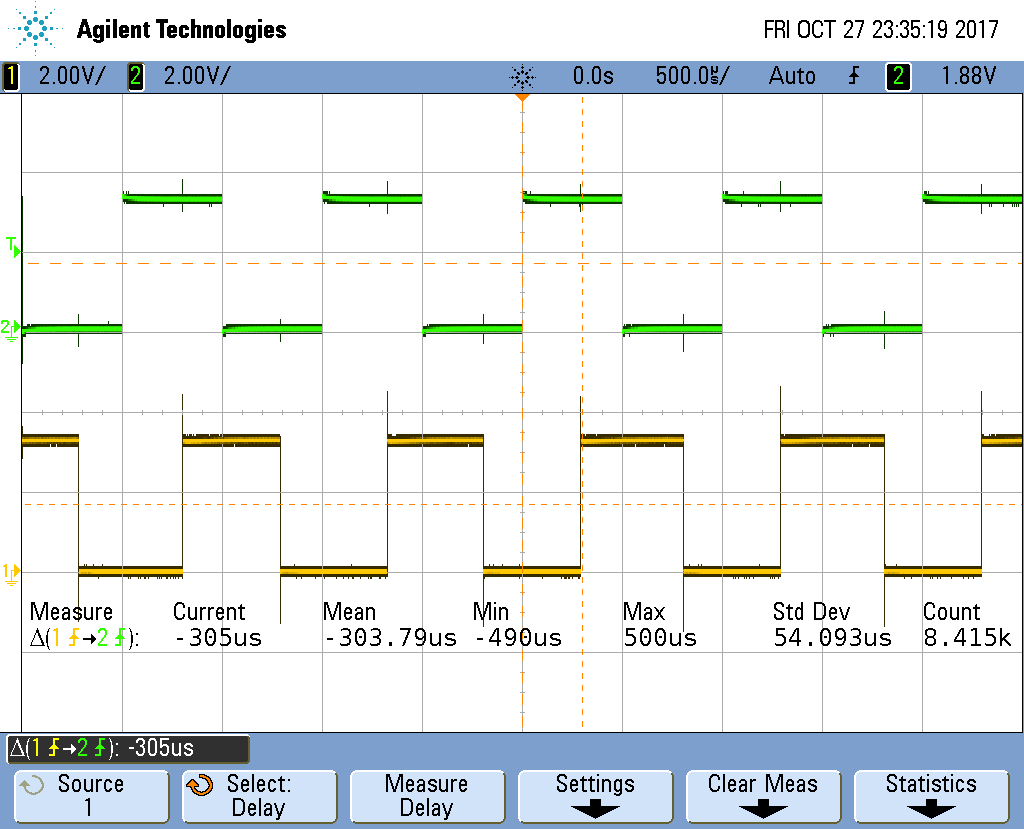 Agilent Technologies FRI OCT 27 23:35:19 2017
1 2.00V/ 2 2.00V/ 0.0s 500.0us/ Auto 2 1.88V
T
2
1
Measure Current Mean Min Max Std Dev Count
Δ(1→2): -305us -303.79us -490us 500us 54.093us 8.415k
Δ(1→2): -305us
Source Select: Measure Settings Clear Meas Statistics
1 Delay Delay